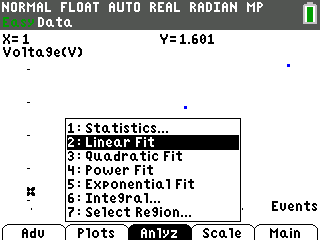 NORMAL FLOAT AUTO REAL RADIAN MP
EasyData
X=1 Y=1.601
Voltage(V)
1:Statistics...
2:Linear Fit
3:Quadratic Fit
4:Power Fit
5:Exponential Fit
6:Integral...
7:Select Region...
Events
Adv Plots Anlyz Scale Main